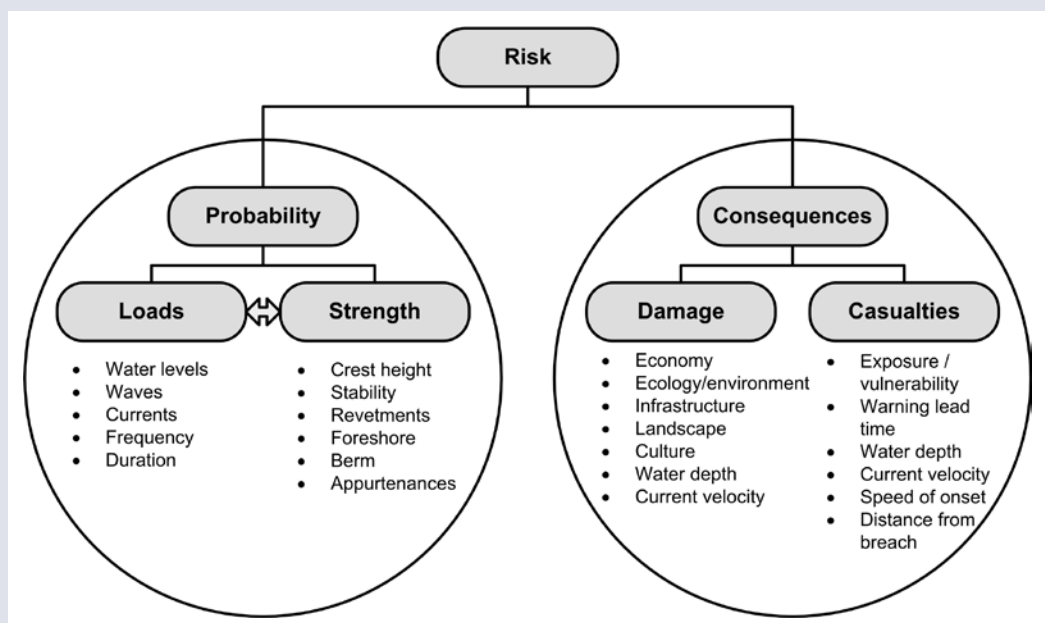 Risk
Probability
Consequences
Loads
Strength
Damage
Casualties
• Water levels
• Waves
• Currents
• Frequency
• Duration
• Crest height
• Stability
• Revetments
• Foreshore
• Berm
• Appurtenances
• Economy
• Ecology/environment
• Infrastructure
• Landscape
• Culture
• Water depth
• Current velocity
• Exposure /
vulnerability
• Warning lead
time
• Water depth
• Current velocity
• Speed of onset
• Distance from
breach